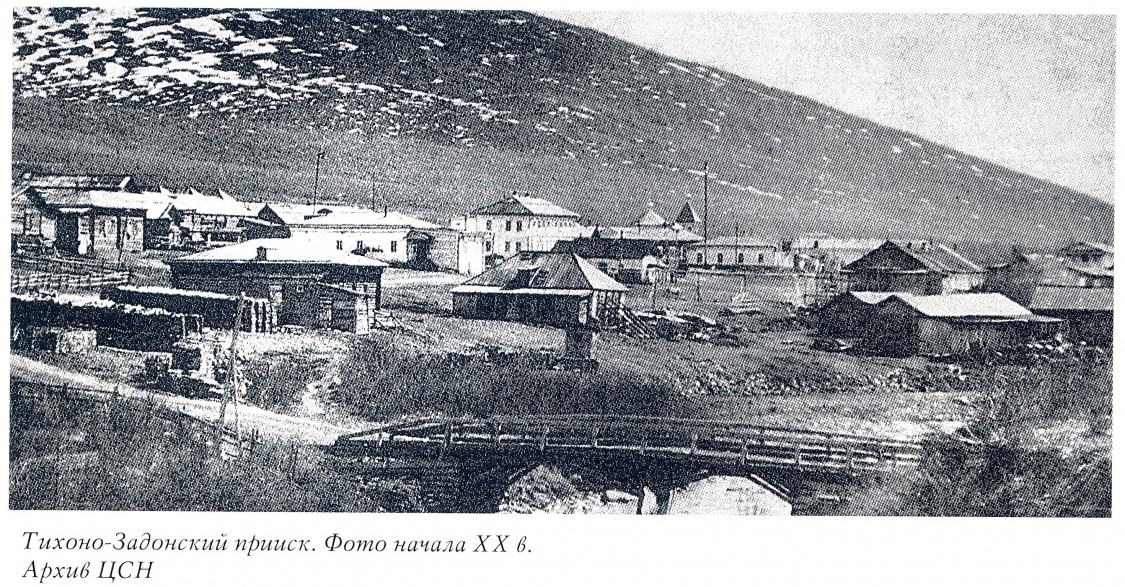 Тихоно-Задонский прииск. Фото начала XX в.
Архив ЦСН